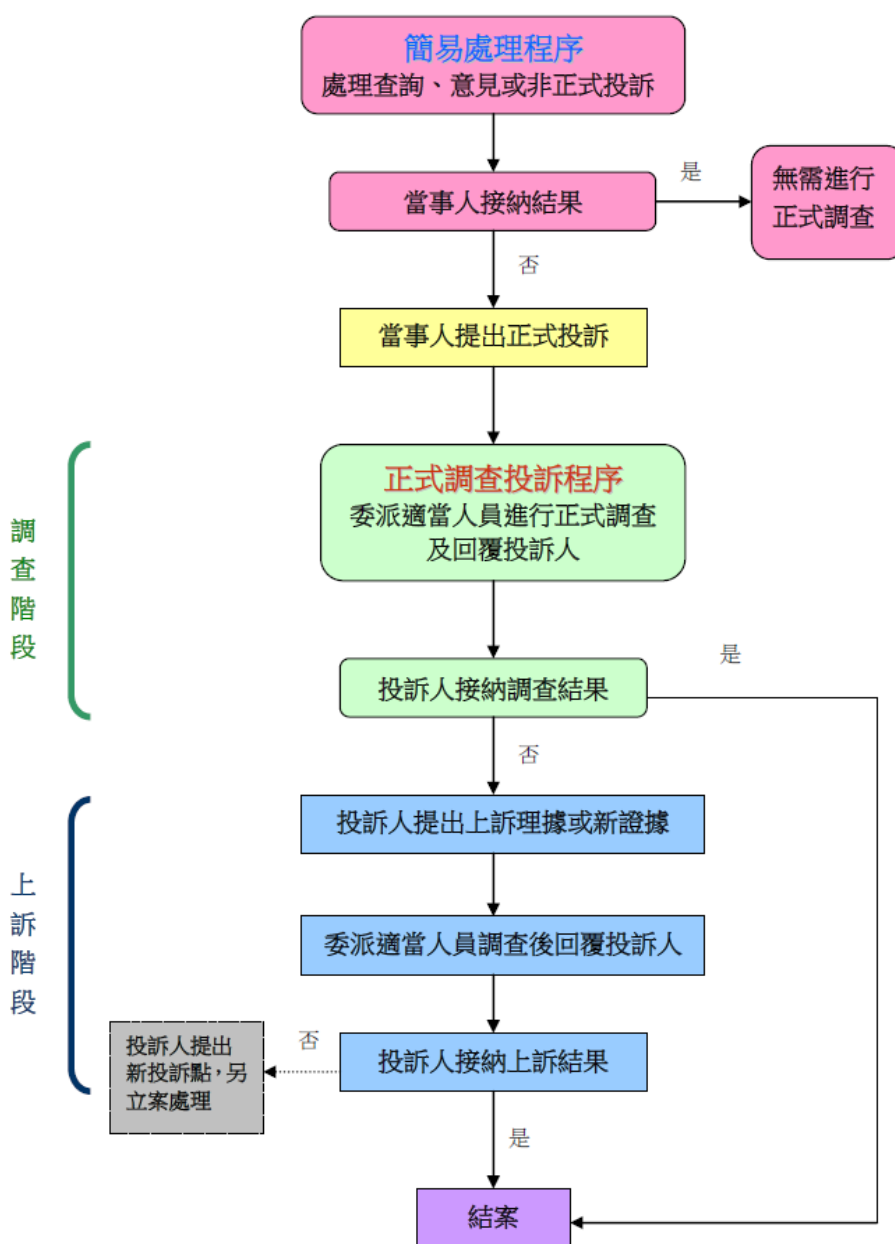 簡易處理程序
處理查詢、意見或非正式投訴
當事人接納結果
是
無需進行
正式調查
否
當事人提出正式投訴
調
查
階
段
正式調查投訴程序
委派適當人員進行正式調查
及回覆投訴人
投訴人接納調查結果
是
否
上
訴
階
段
投訴人提出上訴理據或新證據
委派適當人員調查後回覆投訴人
投訴人接納上訴結果
否
投訴人提出
新投訴點，另
立案處理
是
結案